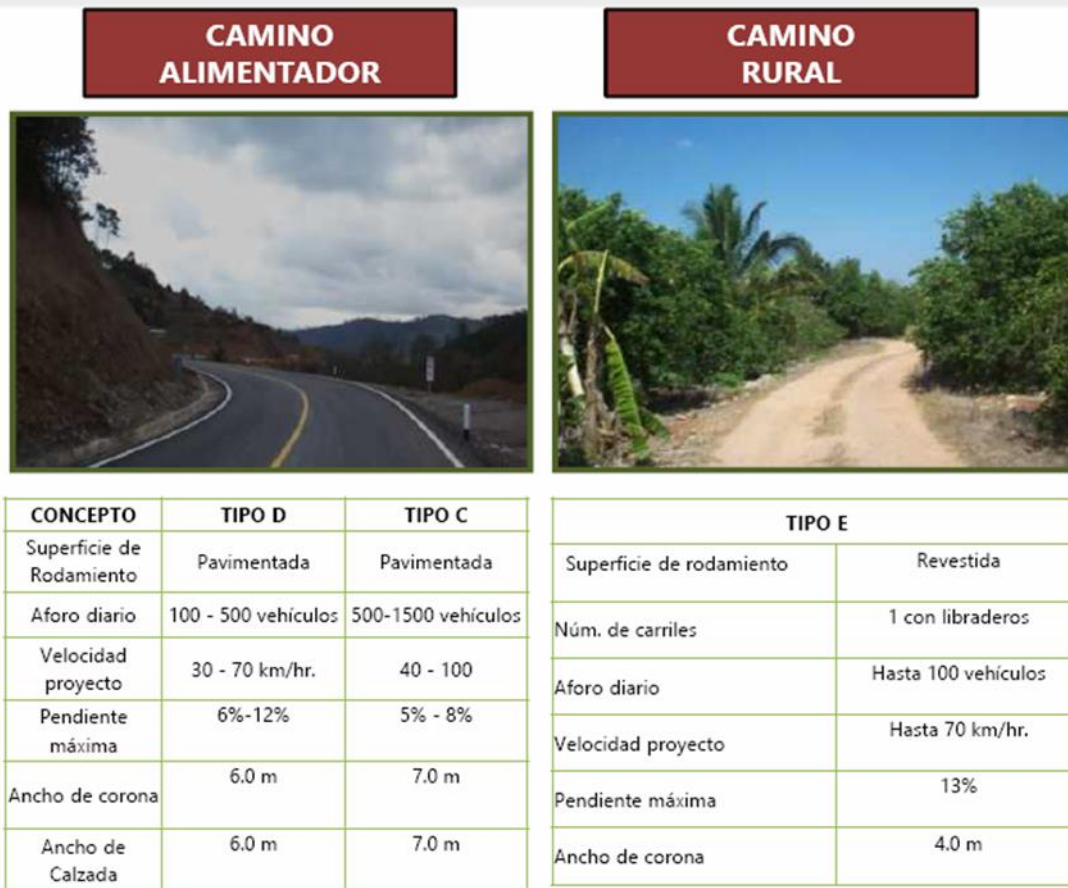 CAMINO
ALIMENTADOR
CAMINO
RURAL
CONCEPTO TIPO D TIPO C
Superficie de
Rodamiento Pavimentada Pavimentada
Aforo diario 100 - 500 vehículos 500-1500 vehículos
Velocidad
proyecto 30 - 70 km/hr. 40 - 100
Pendiente
máxima 6%-12% 5% - 8%
Ancho de corona 6.0 m 7.0 m
Ancho de
Calzada 6.0 m 7.0 m
TIPO E
Superficie de rodamiento Revestida
Núm. de carriles 1 con libraderos
Aforo diario Hasta 100 vehículos
Velocidad proyecto Hasta 70 km/hr.
Pendiente máxima 13%
Ancho de corona 4.0 m